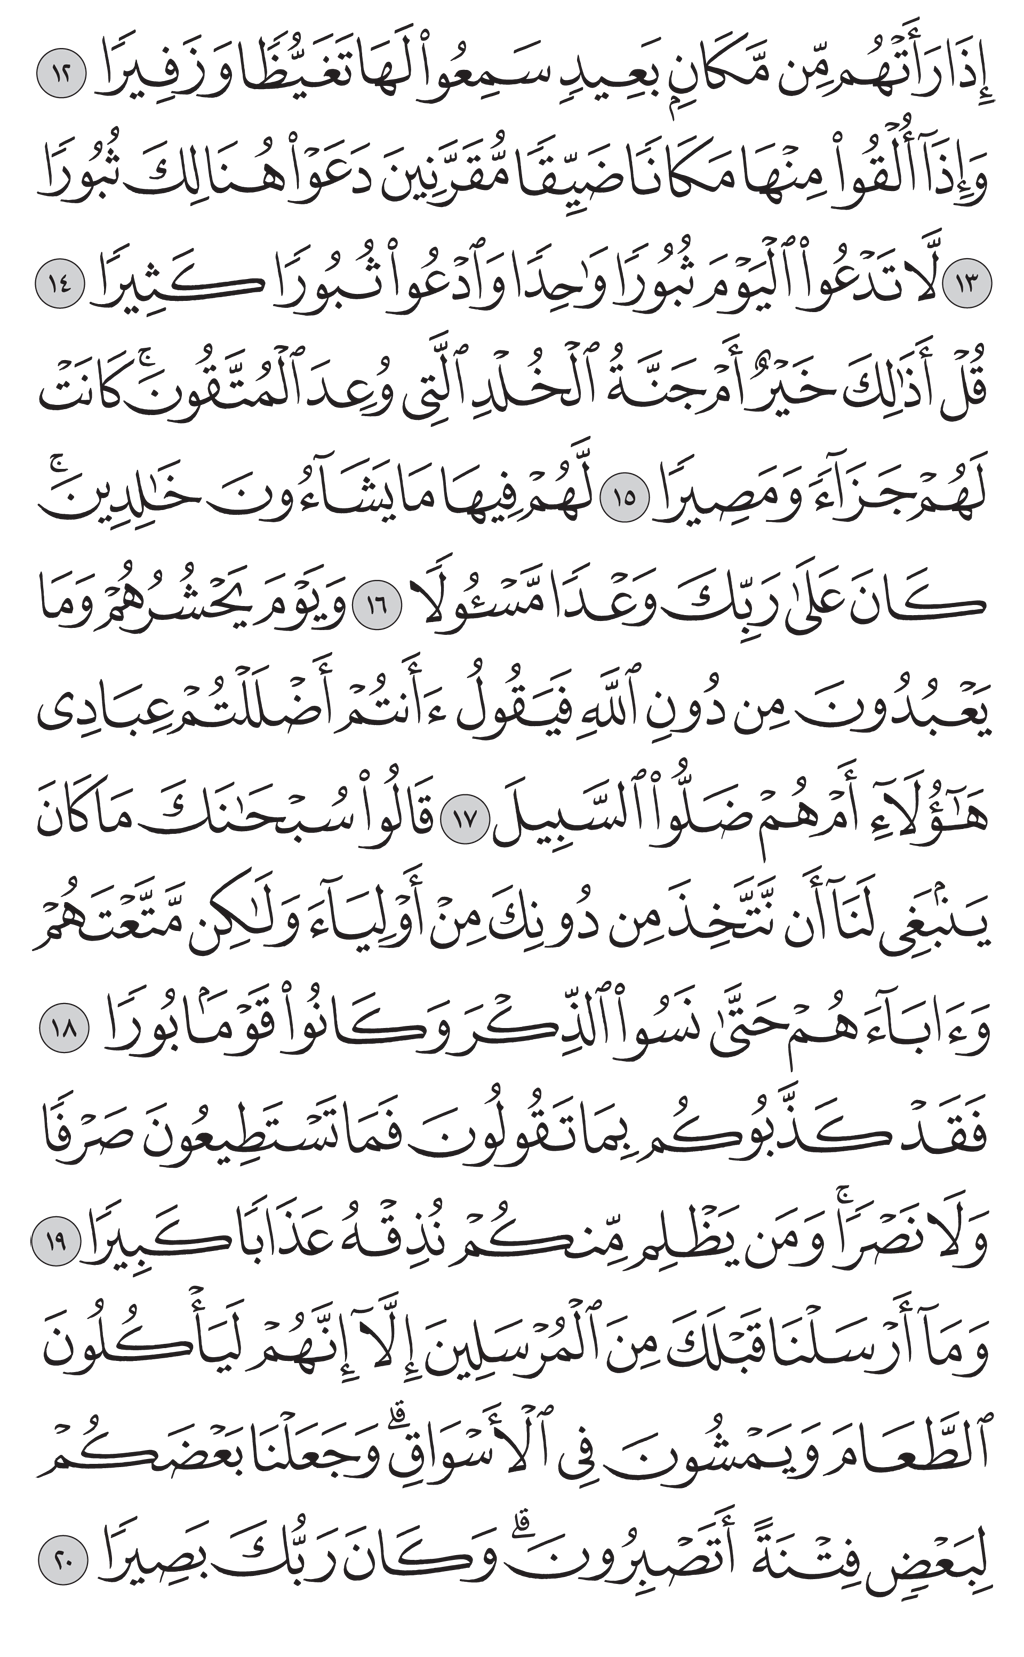 إِذَا رَأَتْهُم مِّن مَّكَانٍۭ بَعِيدٍ سَمِعُوا۟ لَهَا تَغَيُّظًا وَزَفِيرًا ١٢
وَإِذَآ أُلْقُوا۟ مِنْهَا مَكَانًا ضَيِّقًا مُّقَرَّنِينَ دَعَوْا۟ هُنَالِكَ ثُبُورًا
١٣ لَّا تَدْعُوا۟ ٱلْيَوْمَ ثُبُورًا وَٰحِدًا وَٱدْعُوا۟ ثُبُورًا كَثِيرًا ١٤
قُلْ أَذَٰلِكَ خَيْرٌ أَمْ جَنَّةُ ٱلْخُلْدِ ٱلَّتِى وُعِدَ ٱلْمُتَّقُونَ ۚ كَانَتْ
لَهُمْ جَزَآءً وَمَصِيرًا ١٥ لَّهُمْ فِيهَا مَا يَشَآءُونَ خَٰلِدِينَ ۚ
كَانَ عَلَىٰ رَبِّكَ وَعْدًا مَّسْـُٔولًا ١٦ وَيَوْمَ يَحْشُرُهُمْ وَمَا
يَعْبُدُونَ مِن دُونِ ٱللَّهِ فَيَقُولُ ءَأَنتُمْ أَضْلَلْتُمْ عِبَادِى
هَٰٓؤُلَآءِ أَمْ هُمْ ضَلُّوا۟ ٱلسَّبِيلَ ١٧ قَالُوا۟ سُبْحَٰنَكَ مَا كَانَ
يَنۢبَغِى لَنَآ أَن نَّتَّخِذَ مِن دُونِكَ مِنْ أَوْلِيَآءَ وَلَٰكِن مَّتَّعْتَهُمْ
وَءَابَآءَهُمْ حَتَّىٰ نَسُوا۟ ٱلذِّكْرَ وَكَانُوا۟ قَوْمًۢا بُورًا ١٨
فَقَدْ كَذَّبُوكُم بِمَا تَقُولُونَ فَمَا تَسْتَطِيعُونَ صَرْفًا
وَلَا نَصْرًا ۚ وَمَن يَظْلِم مِّنكُمْ نُذِقْهُ عَذَابًا كَبِيرًا ١٩
وَمَآ أَرْسَلْنَا قَبْلَكَ مِنَ ٱلْمُرْسَلِينَ إِلَّآ إِنَّهُمْ لَيَأْكُلُونَ
ٱلطَّعَامَ وَيَمْشُونَ فِى ٱلْأَسْوَاقِ ۗ وَجَعَلْنَا بَعْضَكُمْ
لِبَعْضٍ فِتْنَةً أَتَصْبِرُونَ ۗ وَكَانَ رَبُّكَ بَصِيرًا ٢٠